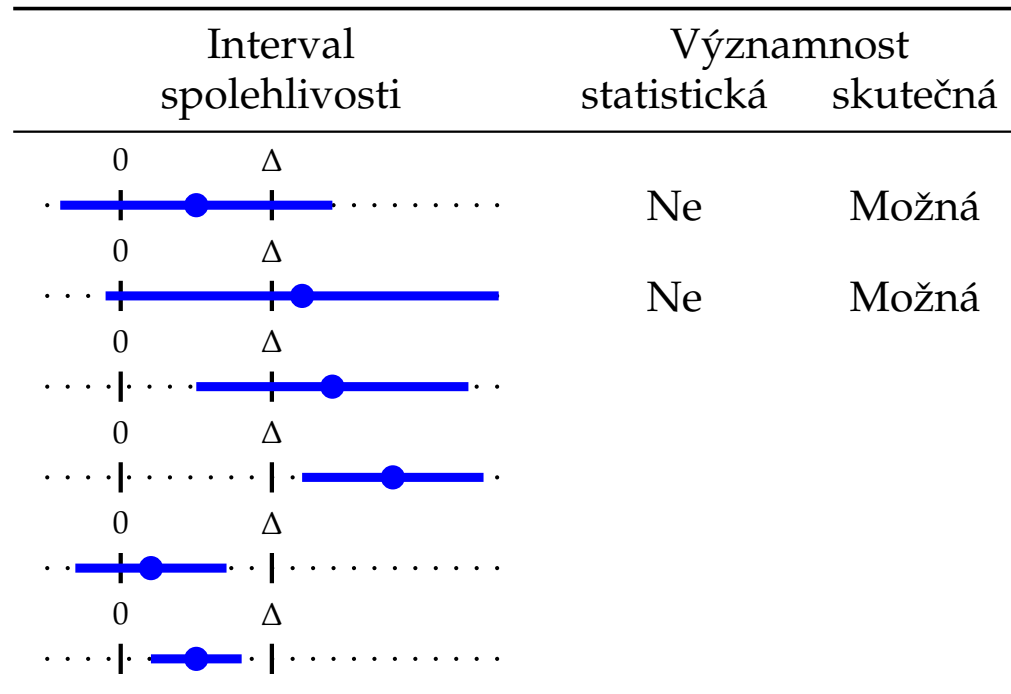 Interval spolehlivosti
Významnost
statistická skutečná
0 Δ
Ne Možná
0 Δ
Ne Možná
0 Δ
0 Δ
0 Δ
0 Δ